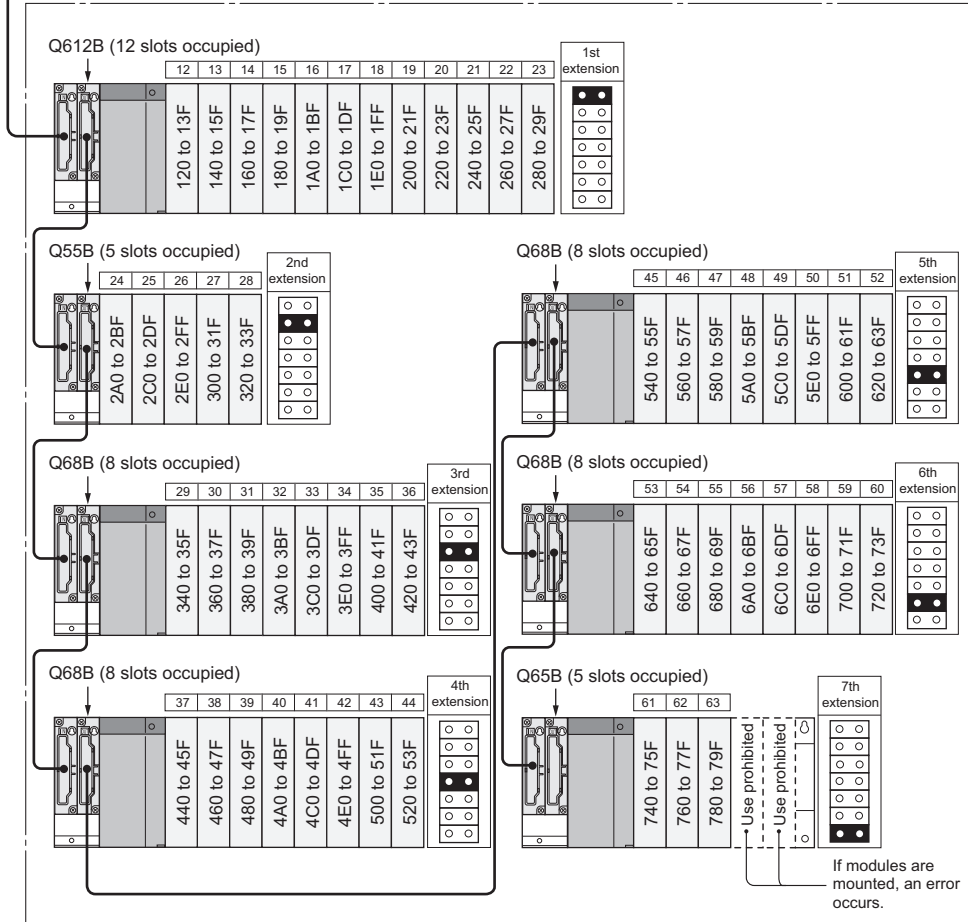 Q612B (12 slots occupied)
12 13 14 15 16 17 18 19 20 21 22 23
120 to 13F
140 to 15F
160 to 17F
180 to 19F
1A0 to 1BF
1C0 to 1DF
1E0 to 1FF
200 to 21F
220 to 23F
240 to 25F
260 to 27F
280 to 29F
1st
extension
Q55B (5 slots occupied)
24 25 26 27 28
2A0 to 2BF
2C0 to 2DF
2E0 to 2FF
300 to 31F
320 to 33F
2nd
extension
Q68B (8 slots occupied)
29 30 31 32 33 34 35 36
340 to 35F
360 to 37F
380 to 39F
3A0 to 3BF
3C0 to 3DF
3E0 to 3FF
400 to 41F
420 to 43F
3rd
extension
Q68B (8 slots occupied)
37 38 39 40 41 42 43 44
440 to 45F
460 to 47F
480 to 49F
4A0 to 4BF
4C0 to 4DF
4E0 to 4FF
500 to 51F
520 to 53F
4th
extension
Q68B (8 slots occupied)
45 46 47 48 49 50 51 52
540 to 55F
560 to 57F
580 to 59F
5A0 to 5BF
5C0 to 5DF
5E0 to 5FF
600 to 61F
620 to 63F
5th
extension
Q68B (8 slots occupied)
53 54 55 56 57 58 59 60
640 to 65F
660 to 67F
680 to 69F
6A0 to 6BF
6C0 to 6DF
6E0 to 6FF
700 to 71F
720 to 73F
6th
extension
Q65B (5 slots occupied)
61 62 63
740 to 75F
760 to 77F
780 to 79F
Use prohibited
Use prohibited
7th
extension
If modules are
mounted, an error
occurs.